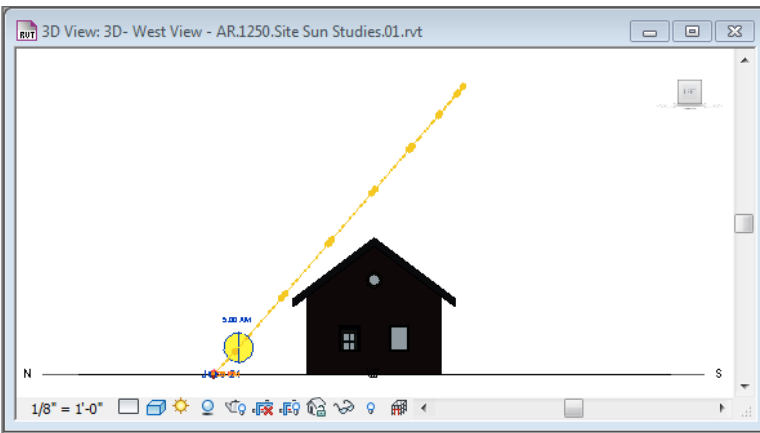 RVT 3D View: 3D- West View - AR.1250.Site Sun Studies.01.rvt
5:00 AM
N
S
1/8" = 1'-0"